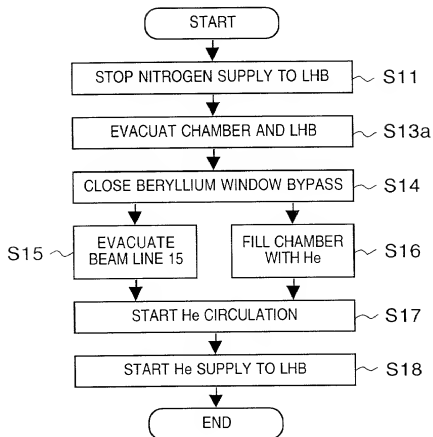 START
STOP NITROGEN SUPPLY TO LHB
S11
EVACUAT CHAMBER AND LHB
S13a
CLOSE BERYLLIUM WINDOW BYPASS
S14
S15
EVACUATE
BEAM LINE 15
FILL CHAMBER
WITH He
S16
START He CIRCULATION
S17
START He SUPPLY TO LHB
S18
END